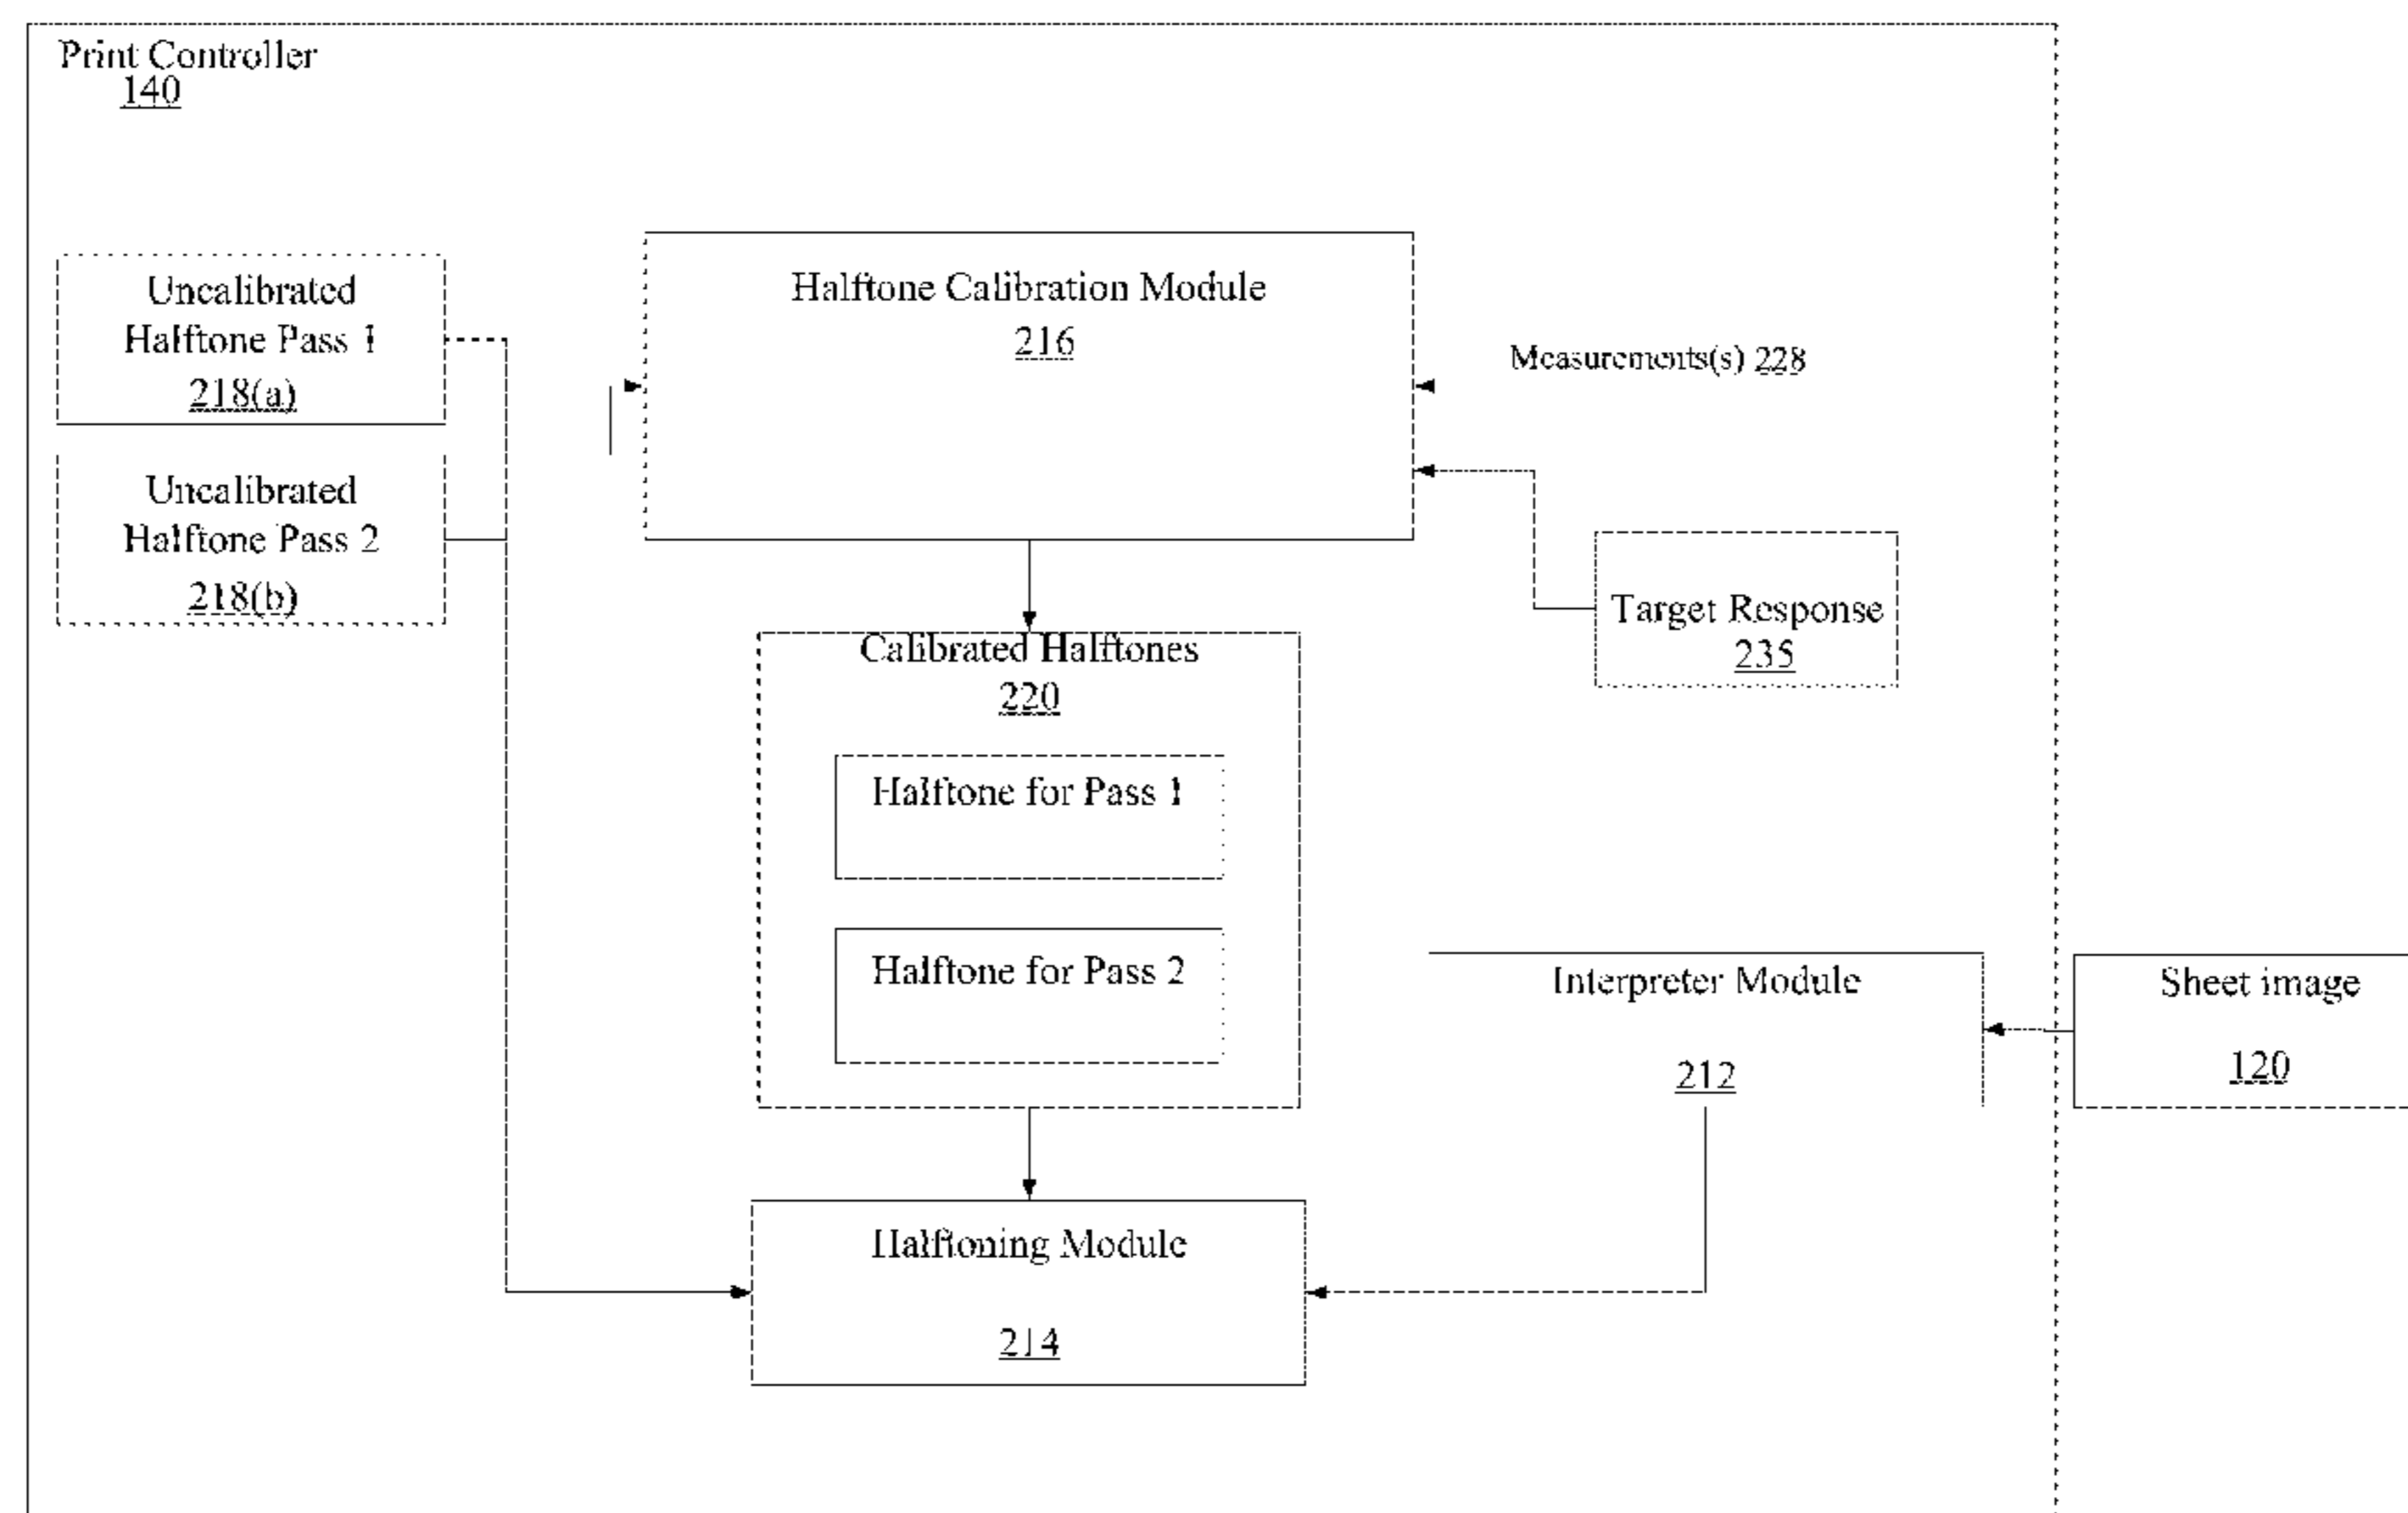 Print Controller
140
Uncalibrated
Halftone Pass 1
218(a)
Uncalibrated
Halftone Pass 2
218(b)
Halftone Calibration Module
216
Measurements(s) 228
Target Response
235
Calibrated Halftones
220
Halftone for Pass 1
Halftone for Pass 2
Interpreter Module
212
Sheet image
120
Halftoning Module
214